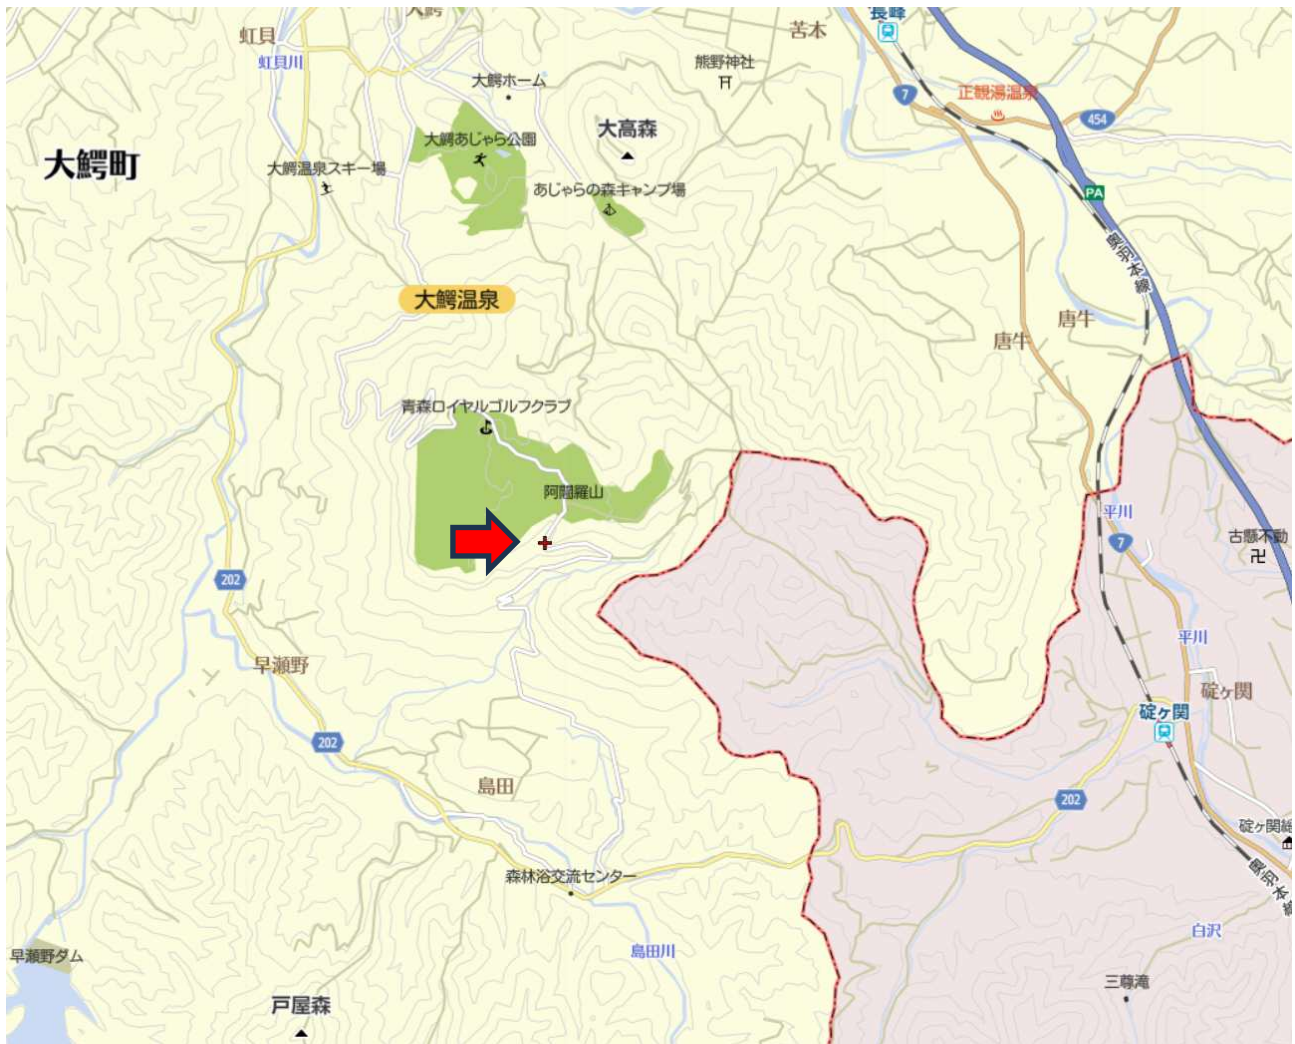 大鰐
長峰
虹貝
苦木
虹貝川
熊野神社
大鰐ホーム
7
正観湯温泉
454
大高森
大鰐あじゃら公園
大鰐町
大鰐温泉スキー場
あじゃらの森キャンプ場
PA
奥羽本線
大鰐温泉
唐牛
唐牛
青森ロイヤルゴルフクラブ
阿闍羅山
平川
7
古懸不動
202
平川
早瀬野
碇ヶ関
碇ヶ関
202
島田
202
碇ヶ関総
奥羽本線
森林浴交流センター
白沢
島田川
早瀬野ダム
三尊滝
戸屋森